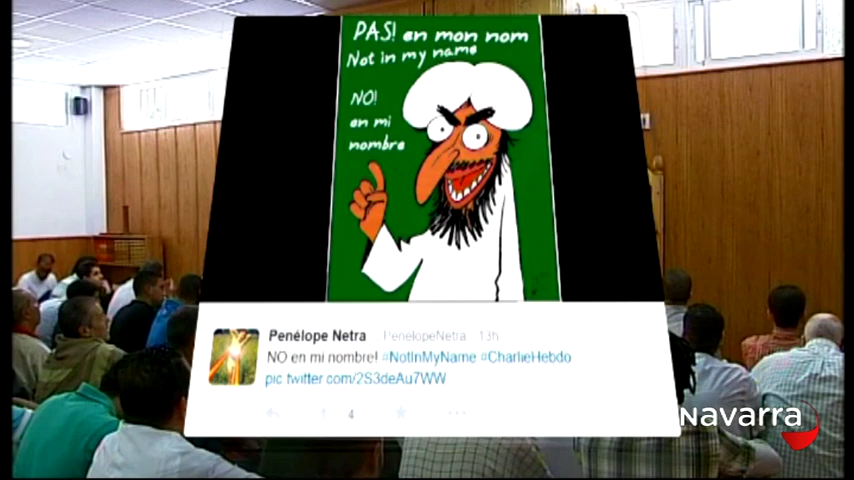 PAS! en mon nom
Not in my name
NO!
en mi
nombre
Penélope Netra PenelopeNetra 13h
NO en mi nombre! #NotInMyName #CharlieHebdo
pic twitter com/2S3deAu7WW
4
Navarra